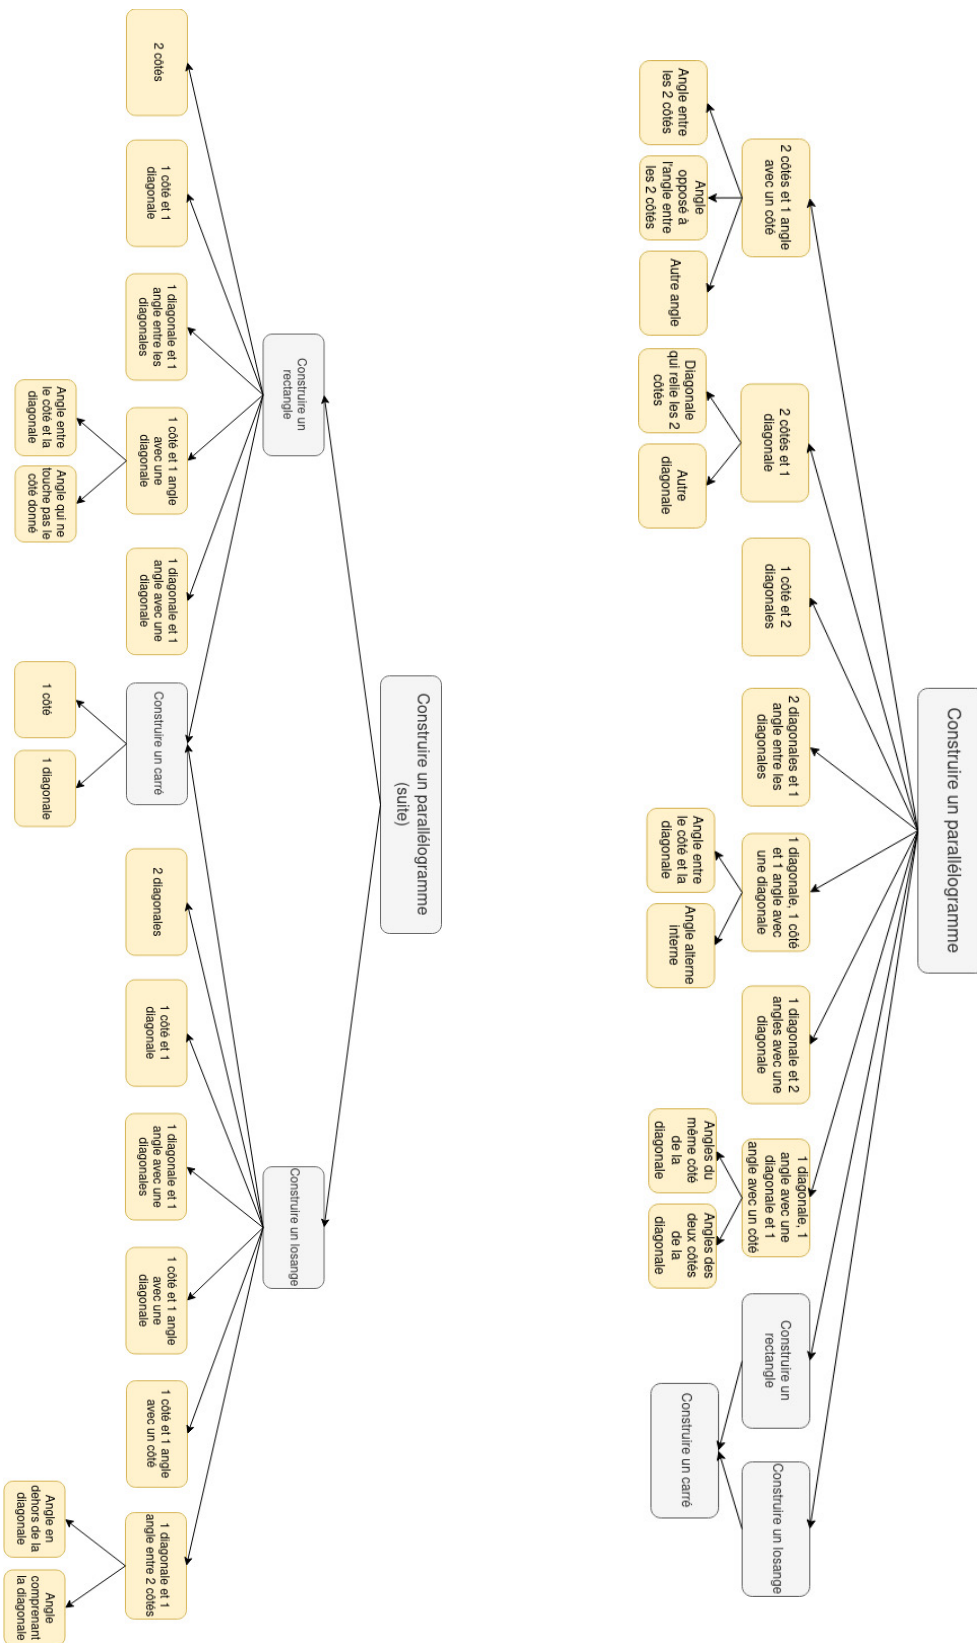 Construire un parallélogramme
2 côtés et 1 angle
avec un côté
2 côtés et 1
diagonale
1 côté et 2
diagonales
2 diagonales et 1
angle entre les
diagonales
1 diagonale, 1 côté
et 1 angle avec
une diagonale
1 diagonale et 2
angles avec une
diagonale
1 diagonale, 1
angle avec une
diagonale et 1
angle avec un côté
Construire un
rectangle
Construire un losange
Angle entre
les 2 côtés
Angle
opposé à
l'angle entre
les 2 côtés
Autre angle
Diagonale
qui relie les 2
côtés
Autre
diagonale
Angle entre
le côté et la
diagonale
Angle alterne
interne
Angles du
même côté
de la
diagonale
Angles des
deux côtés
de la
diagonale
Construire un carré
Construire un parallélogramme
(suite)
Construire un
rectangle
Construire un losange
2 côtés
1 côté et 1
diagonale
1 diagonale et 1
angle entre les
diagonales
1 côté et 1 angle
avec une
diagonale
1 diagonale et 1
angle avec une
diagonale
Construire un carré
2 diagonales
1 côté et 1
diagonale
1 diagonale et 1
angle avec une
diagonales
1 côté et 1 angle
avec une
diagonale
1 côté et 1 angle
avec un côté
1 diagonale et 1
angle entre 2 côtés
Angle entre
le côté et la
diagonale
Angle qui ne
touche pas le
côté donné
1 côté
1 diagonale
Angle en
dehors de la
diagonale
Angle
comprenant
la diagonale